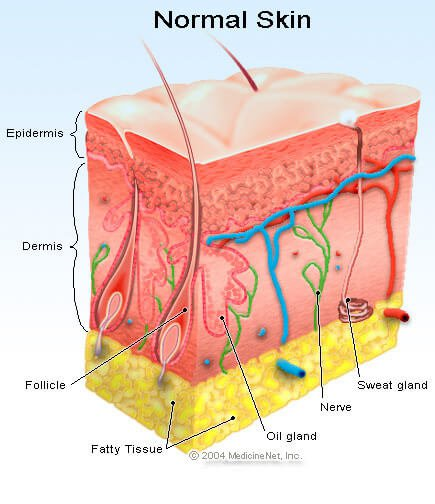 Normal Skin
Epidermis
Dermis
Follicle
Sweat gland
Nerve
Oil gland
Fatty Tissue
© 2004 MedicineNet, Inc.